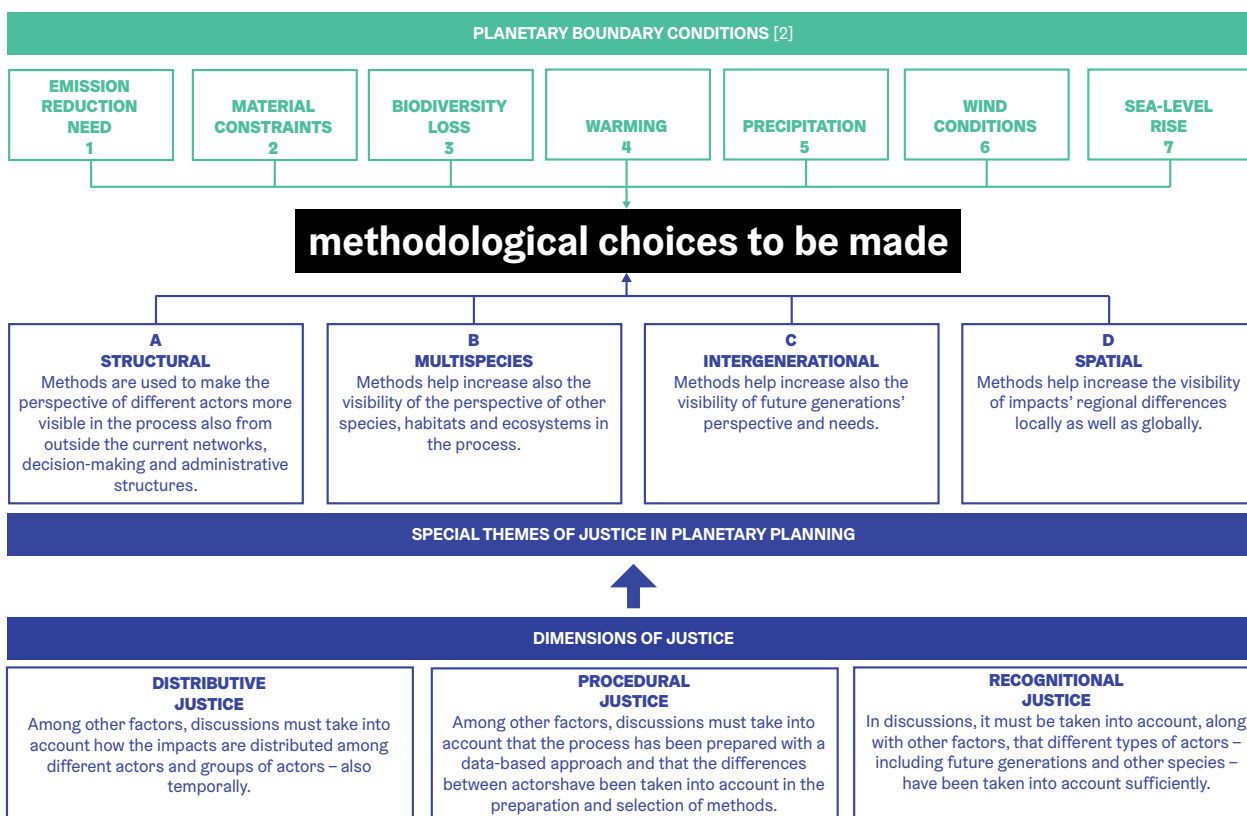 PLANETARY BOUNDARY CONDITIONS [2]
EMISSION
REDUCTION
NEED
1
MATERIAL
CONSTRAINTS
2
BIODIVERSITY
LOSS
3
WARMING
4
PRECIPITATION
5
WIND
CONDITIONS
6
SEA-LEVEL
RISE
7
methodological choices to be made
A
STRUCTURAL
Methods are used to make the
perspective of different actors more
visible in the process also from
outside the current networks,
decision-making and administrative
structures.
B
MULTISPECIES
Methods help increase also the
visibility of the perspective of other
species, habitats and ecosystems in
the process.
C
INTERGENERATIONAL
Methods help increase also the
visibility of future generations'
perspective and needs.
D
SPATIAL
Methods help increase the visibility
of impacts' regional differences
locally as well as globally.
SPECIAL THEMES OF JUSTICE IN PLANETARY PLANNING
DIMENSIONS OF JUSTICE
DISTRIBUTIVE
JUSTICE
Among other factors, discussions must take into
account how the impacts are distributed among
different actors and groups of actors – also
temporally.
PROCEDURAL
JUSTICE
Among other factors, discussions must take into
account that the process has been prepared with a
data-based approach and that the differences
between actorshave been taken into account in the
preparation and selection of methods.
RECOGNITIONAL
JUSTICE
In discussions, it must be taken into account, along
with other factors, that different types of actors –
including future generations and other species –
have been taken into account sufficiently.